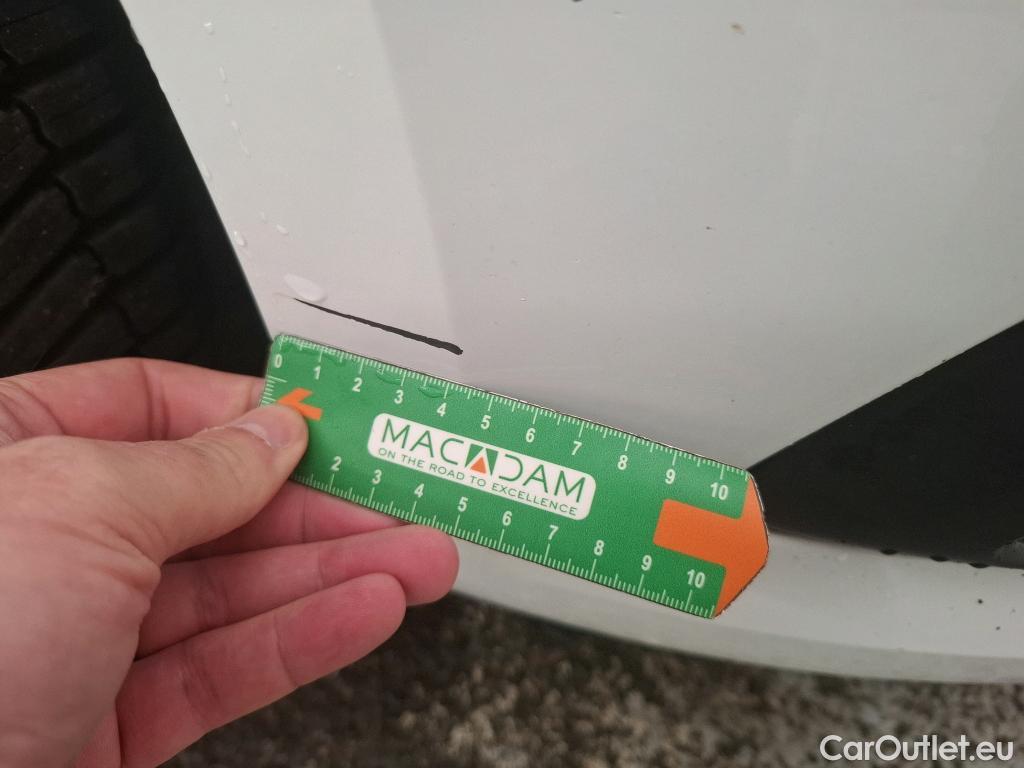 0 1 2 3 4 5 6 7 8 9 10
MACADAM
ON THE ROAD TO EXCELLENCE
2 3 4 5 6 7 8 9 10
CarOutlet.eu